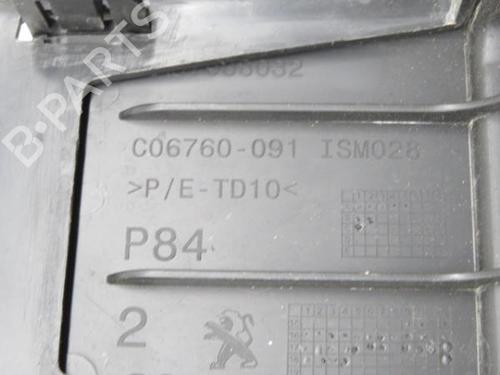 C06760-091 ISM028
>P/E-TD10<
P84
2
B-PARTS